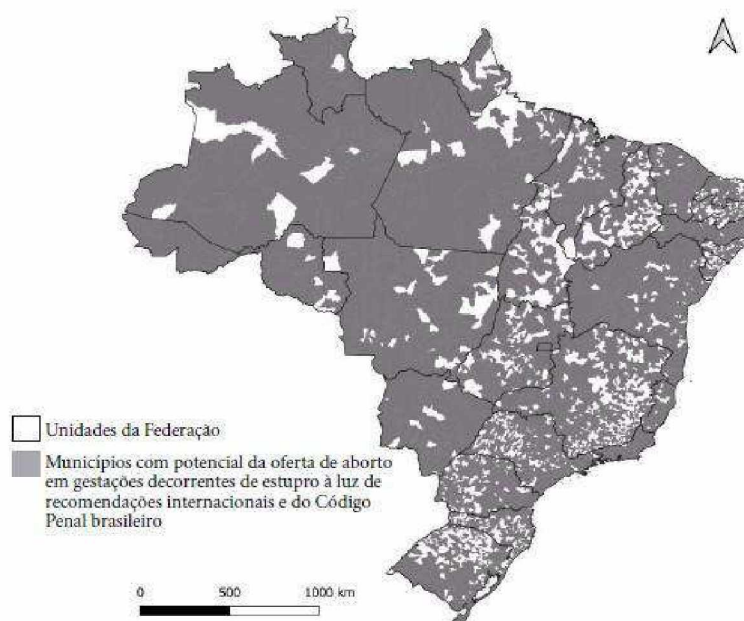 Unidades da Federação
Municípios com potencial da oferta de aborto
em gestações decorrentes de estupro à luz de
recomendações internacionais e do Código
Penal brasileiro
0 500 1000 km